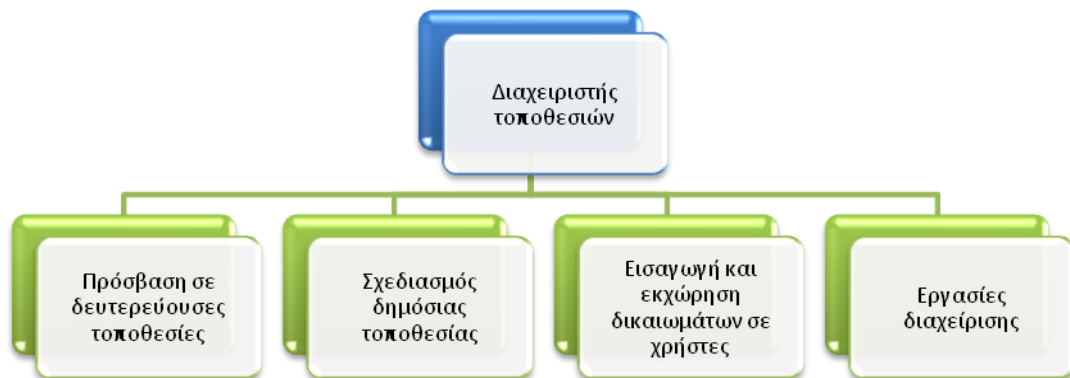 Διαχειριστής
τοποθεσιών
Πρόσβαση σε
δευτερεύουσες
τοποθεσίες
Σχεδιασμός
δημόσιας
τοποθεσίας
Εισαγωγή και
εκχώρηση
δικαιωμάτων σε
χρήστες
Εργασίες
διαχείρισης